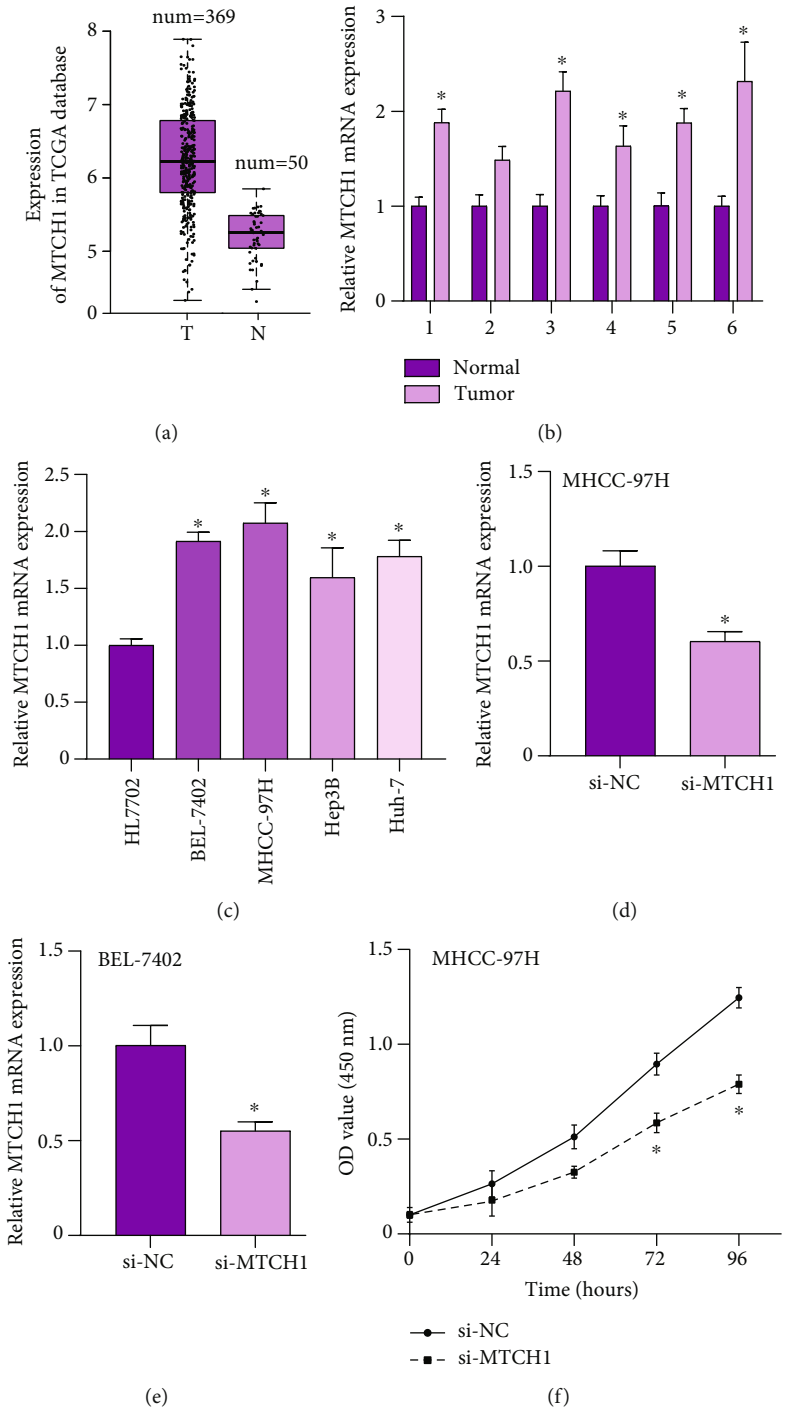 num=369
num=50
Expression
of MTCH1 in TCGA database
8
7
6
5
0
T N
(a)
Relative MTCH1 mRNA expression
3
2
1
0
* * * * *
1 2 3 4 5 6
Normal
Tumor
(b)
Relative MTCH1 mRNA expression
2.5
2.0
1.5
1.0
0.5
0
* * * *
HL7702 BEL-7402 MHCC-97H Hep3B Huh-7
(c)
MHCC-97H
Relative MTCH1 mRNA expression
1.5
1.0
0.5
0
*
si-NC si-MTCH1
(d)
BEL-7402
Relative MTCH1 mRNA expression
1.5
1.0
0.5
0
*
si-NC si-MTCH1
(e)
MHCC-97H
OD value (450 nm)
1.5
1.0
0.5
0
* *
0 24 48 72 96
Time (hours)
si-NC
si-MTCH1
(f)